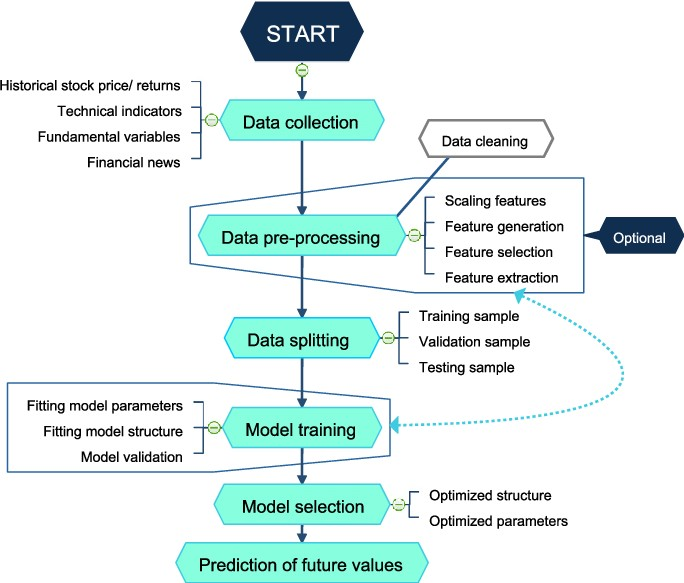 START
Historical stock price/ returns
Technical indicators
Fundamental variables
Financial news
Data collection
Data cleaning
Data pre-processing
Scaling features
Feature generation
Feature selection
Feature extraction
Optional
Data splitting
Training sample
Validation sample
Testing sample
Fitting model parameters
Fitting model structure
Model validation
Model training
Model selection
Optimized structure
Optimized parameters
Prediction of future values